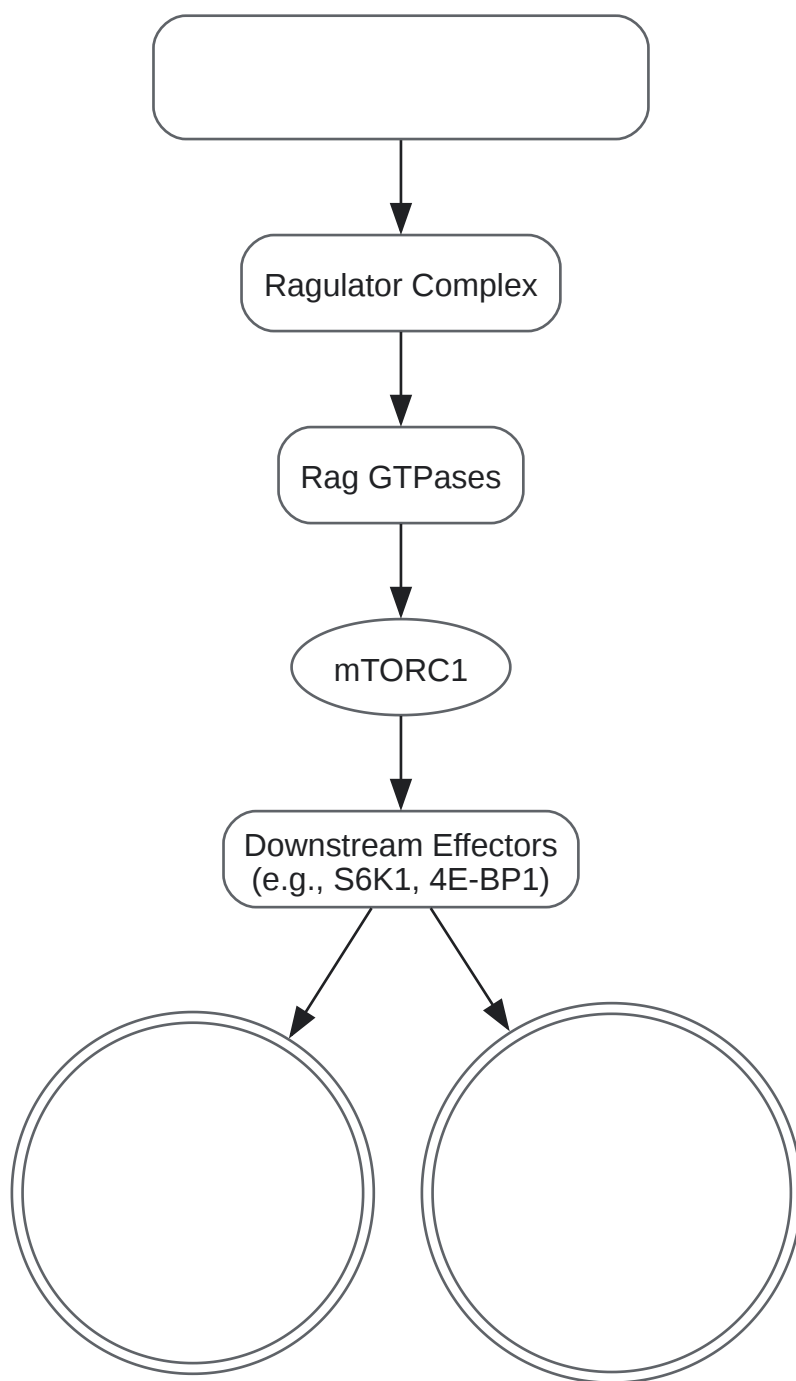 Ragulator Complex
Rag GTPases
mTORC1
Downstream Effectors
(e.g., S6K1, 4E-BP1)